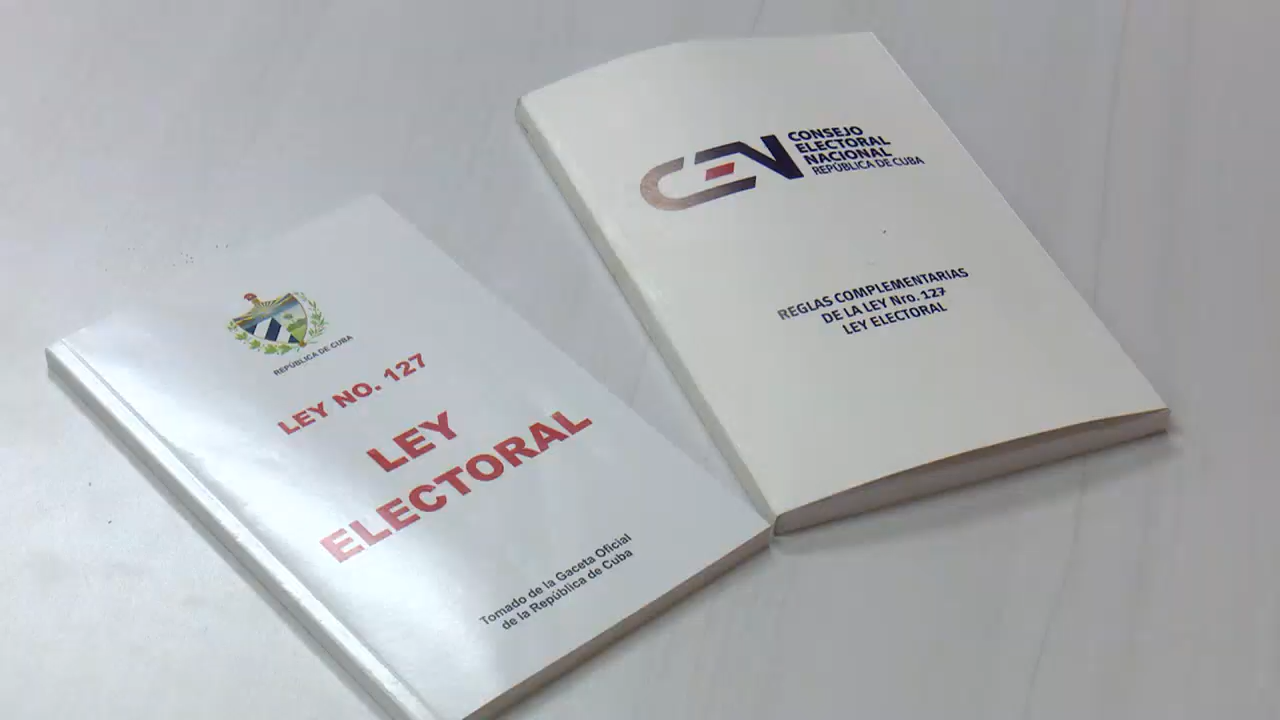 REPÚBLICA DE CUBA
LEY NO. 127
LEY
ELECTORAL
Tomado de la Gaceta Oficial
de la República de Cuba
CEN
CONSEJO
ELECTORAL
NACIONAL
REPÚBLICA DE CUBA
REGLAS COMPLEMENTARIAS
DE LA LEY Nro. 127
LEY ELECTORAL